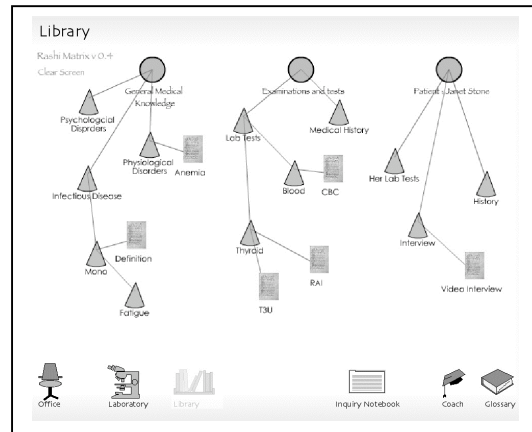 Library
Rashi Matrix v 0.4
Clear Screen
General Medical
Knowledge
Examinations and tests
Patient : Janet Stone
Psychologcial
Disprders
Medical History
Lab Tests
Physiological
Disorders
Anemia
Her Lab Tests
Infectious Disease
Blood
CBC
History
Thyroid
Interview
Definition
Mono
RAI
Video Interview
T3U
Fatigue
Office
Laboratory
Library
Inquiry Notebook
Coach
Glossary